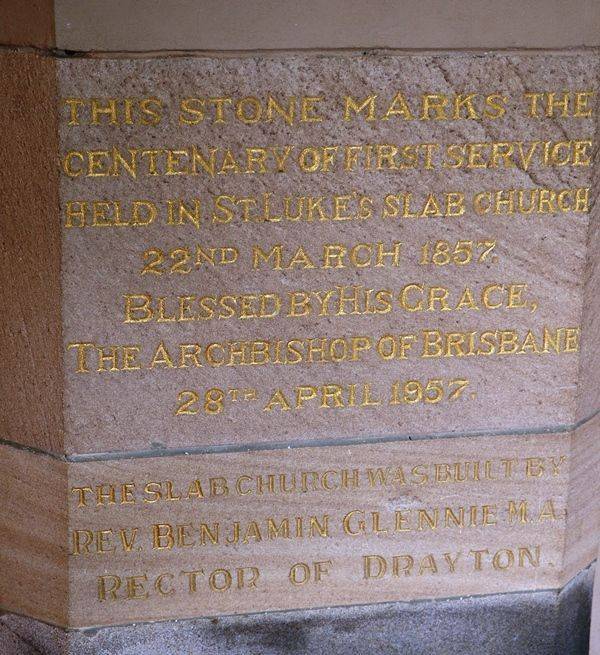 THIS STONE MARKS THE
CENTENARY OF FIRST SERVICE
HELD IN ST. LUKE'S SLAB CHURCH
22ND MARCH 1857.
BLESSED BY HIS GRACE,
THE ARCHBISHOP OF BRISBANE
28TH APRIL 1957.
THE SLAB CHURCH WAS BUILT BY
REV. BENJAMIN GLENNIE M.A.
RECTOR OF DRAYTON.